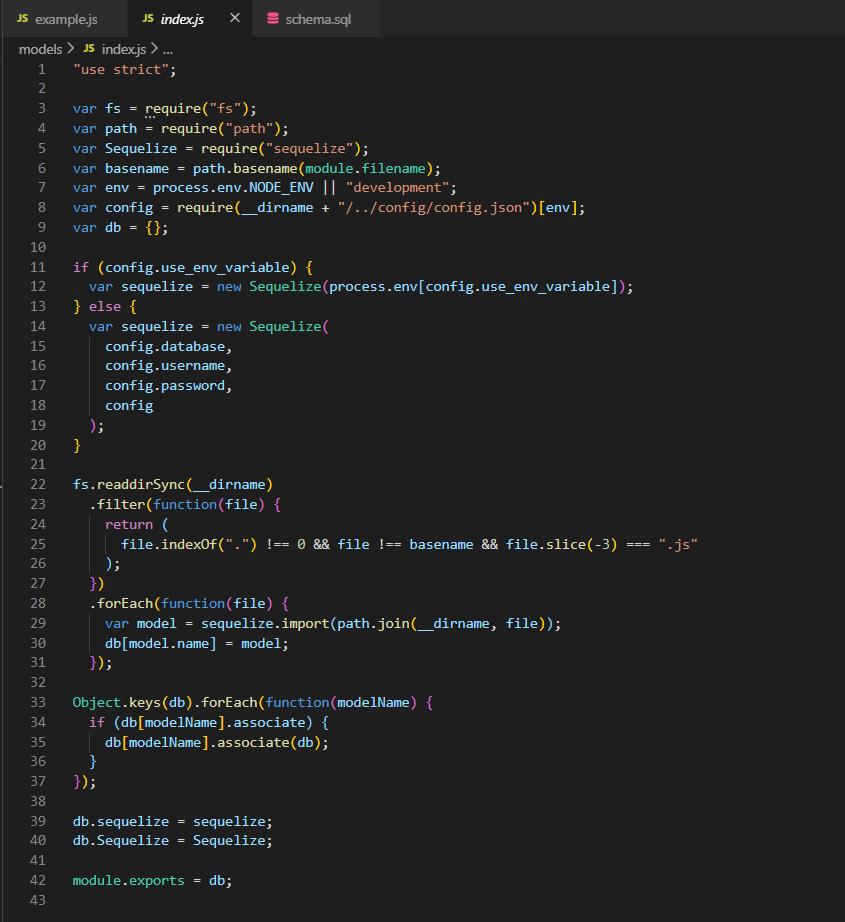 JS example.js JS index.js × schema.sql
models > JS index.js > ...
1 "use strict";
2
3 var fs = require("fs");
4 var path = require("path");
5 var Sequelize = require("sequelize");
6 var basename = path.basename(module.filename);
7 var env = process.env.NODE_ENV || "development";
8 var config = require(__dirname + "/../config/config.json")[env];
9 var db = {};
10
11 if (config.use_env_variable) {
12   var sequelize = new Sequelize(process.env[config.use_env_variable]);
13 } else {
14   var sequelize = new Sequelize(
15     config.database,
16     config.username,
17     config.password,
18     config
19   );
20 }
21
22 fs.readdirSync(__dirname)
23   .filter(function(file) {
24     return (
25       file.indexOf(".") !== 0 && file !== basename && file.slice(-3) === ".js"
26     );
27   })
28   .forEach(function(file) {
29     var model = sequelize.import(path.join(__dirname, file));
30     db[model.name] = model;
31   });
32
33 Object.keys(db).forEach(function(modelName) {
34   if (db[modelName].associate) {
35     db[modelName].associate(db);
36   }
37 });
38
39 db.sequelize = sequelize;
40 db.Sequelize = Sequelize;
41
42 module.exports = db;
43